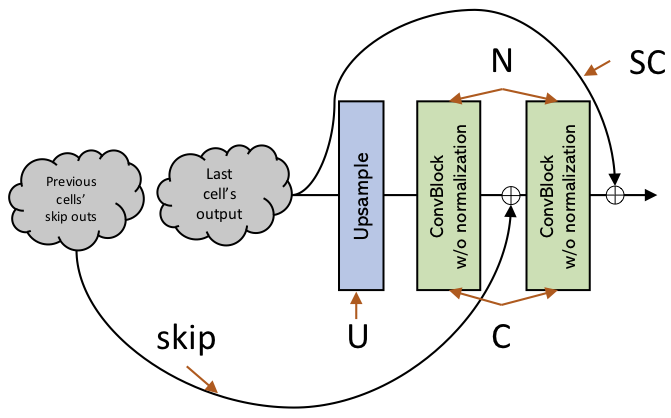 N
SC
Previous
cells'
skip outs
Last
cell's
output
Upsample
ConvBlock
w/o normalization
ConvBlock
w/o normalization
skip
U
C